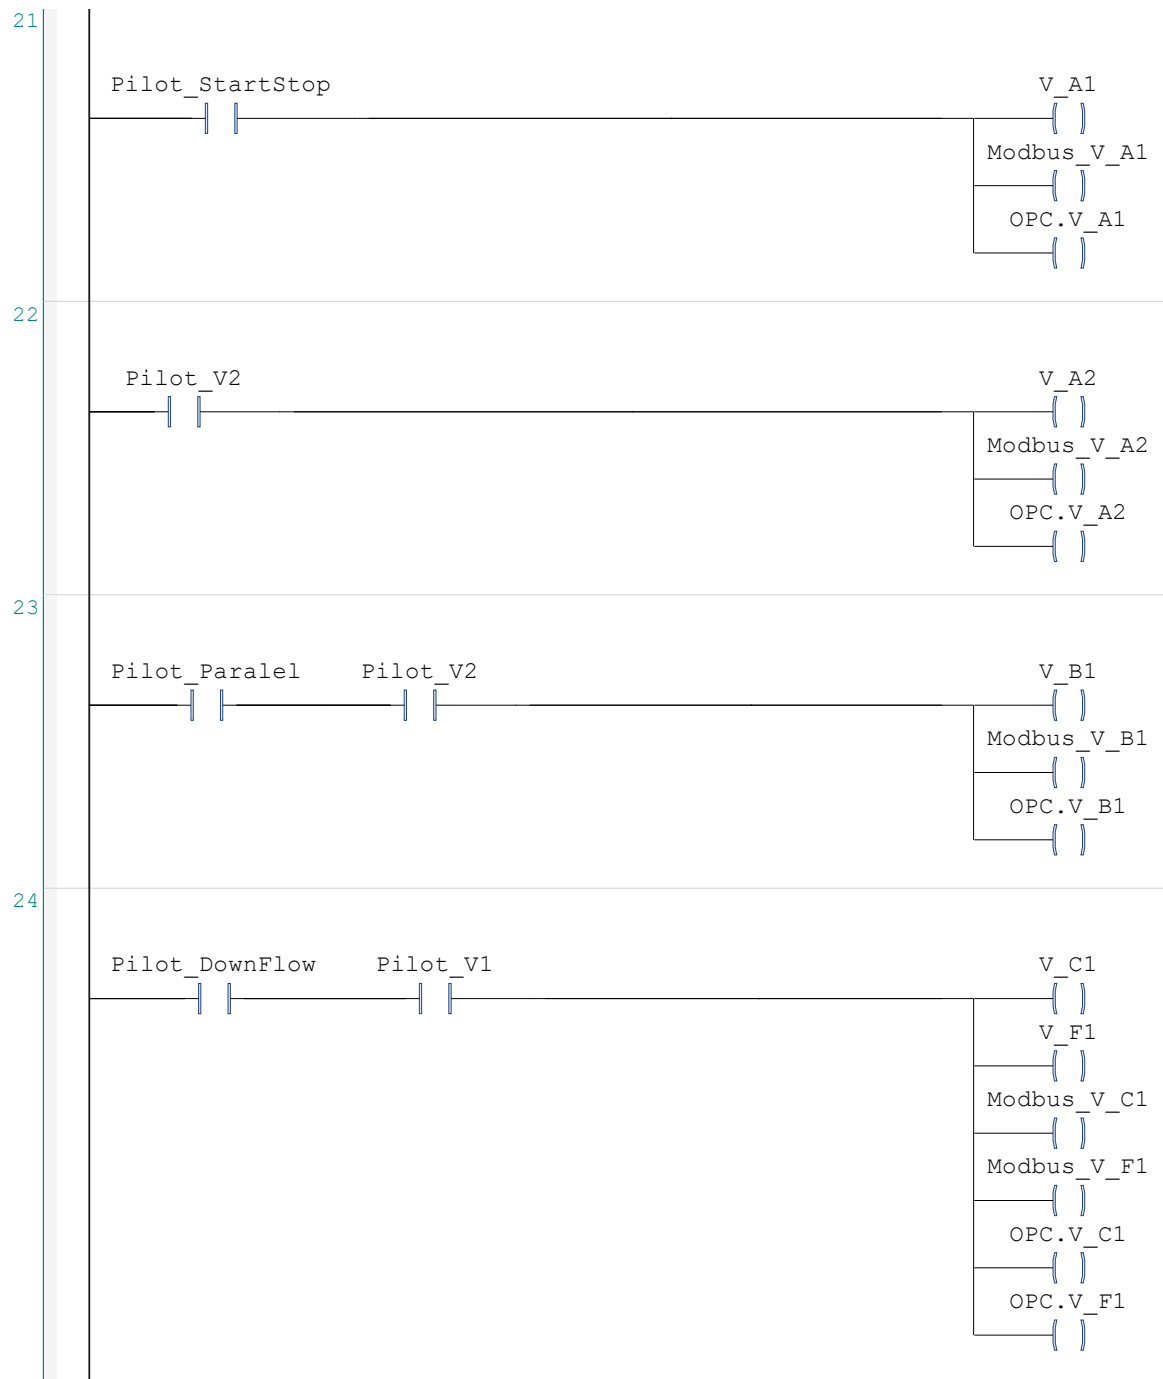 21
Pilot_StartStop V_A1
Modbus_V_A1
OPC.V_A1
22
Pilot_V2 V_A2
Modbus_V_A2
OPC.V_A2
23
Pilot_Paralel Pilot_V2 V_B1
Modbus_V_B1
OPC.V_B1
24
Pilot_DownFlow Pilot_V1 V_C1
V_F1
Modbus_V_C1
Modbus_V_F1
OPC.V_C1
OPC.V_F1